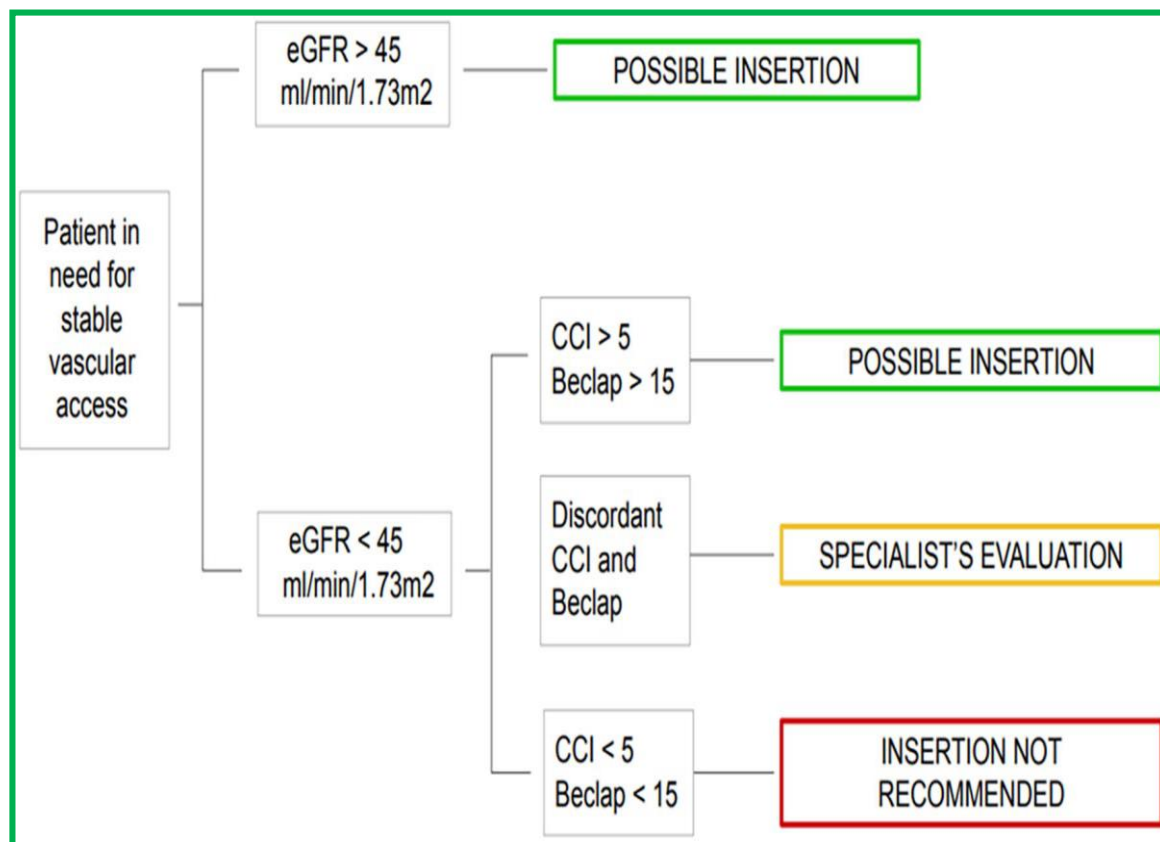 eGFR > 45
ml/min/1.73m2
POSSIBLE INSERTION
Patient in
need for
stable
vascular
access
CCI > 5
Beclap > 15
POSSIBLE INSERTION
eGFR < 45
ml/min/1.73m2
Discordant
CCI and
Beclap
SPECIALIST'S EVALUATION
CCI < 5
Beclap < 15
INSERTION NOT
RECOMMENDED